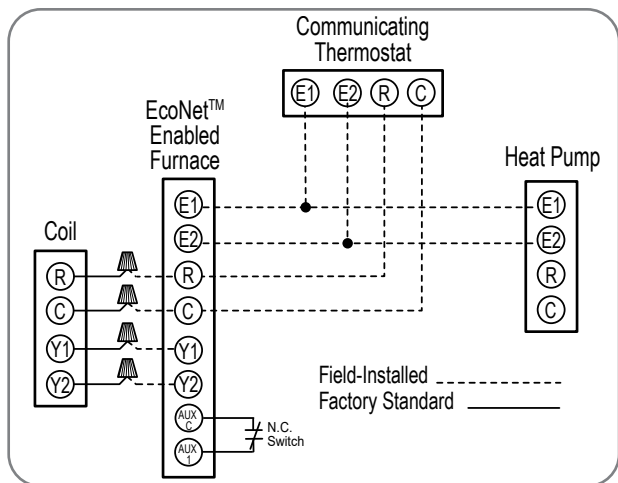 Communicating
Thermostat
E1 E2 R C
EcoNet™
Enabled
Furnace
E1
E2
R
C
Y1
Y2
AUX
C
AUX
1
N.C.
Switch
Heat Pump
E1
E2
R
C
Coil
R
C
Y1
Y2
Field-Installed
Factory Standard